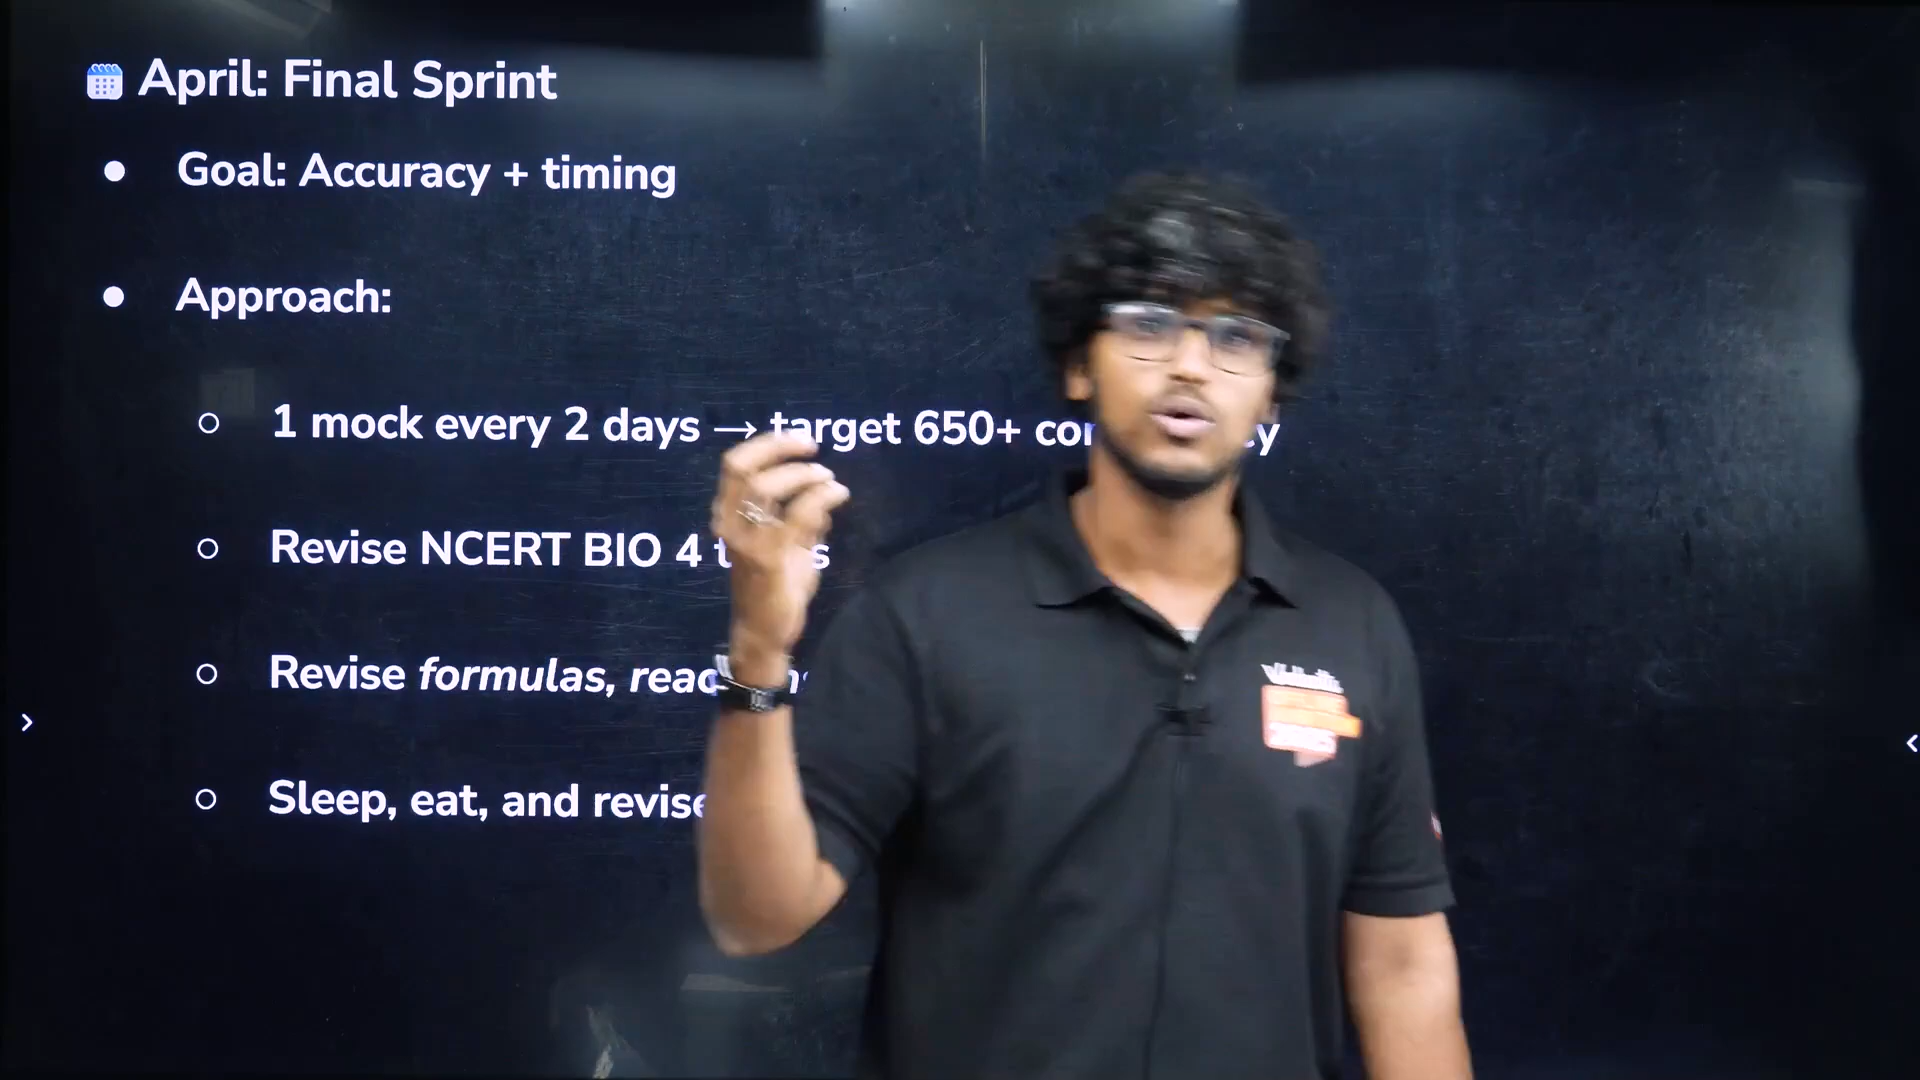 April: Final Sprint
Goal: Accuracy + timing
Approach:
1 mock every 2 days → target 650+
Revise NCERT BIO 4
Revise formulas,
Sleep, eat, and revise